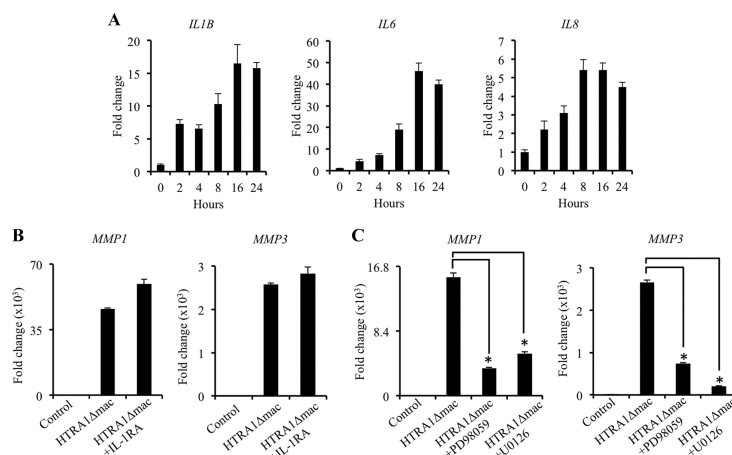 A
IL1B
IL6
IL8
Fold change
20
15
10
5
0
0 2 4 8 16 24
Hours
Fold change
60
50
40
30
20
10
0
0 2 4 8 16 24
Hours
Fold change
8
7
6
5
4
3
2
1
0 2 4 8 16 24
Hours
B
MMP1
MMP3
Fold change (x10³)
70
35
0
Control
HTRA1Δmac
HTRA1Δmac
+IL-1RA
Fold change (x10³)
3
2
1
0
Control
HTRA1Δmac
HTRA1Δmac
+IL-1RA
C
MMP1
MMP3
Fold change (x10³)
16.8
8.4
0
* *
Control
HTRA1Δmac
HTRA1Δmac
+PD98059
HTRA1Δmac
+U0126
Fold change (x10³)
3
2
1
0
* *
Control
HTRA1Δmac
HTRA1Δmac
+PD98059
HTRA1Δmac
+U0126